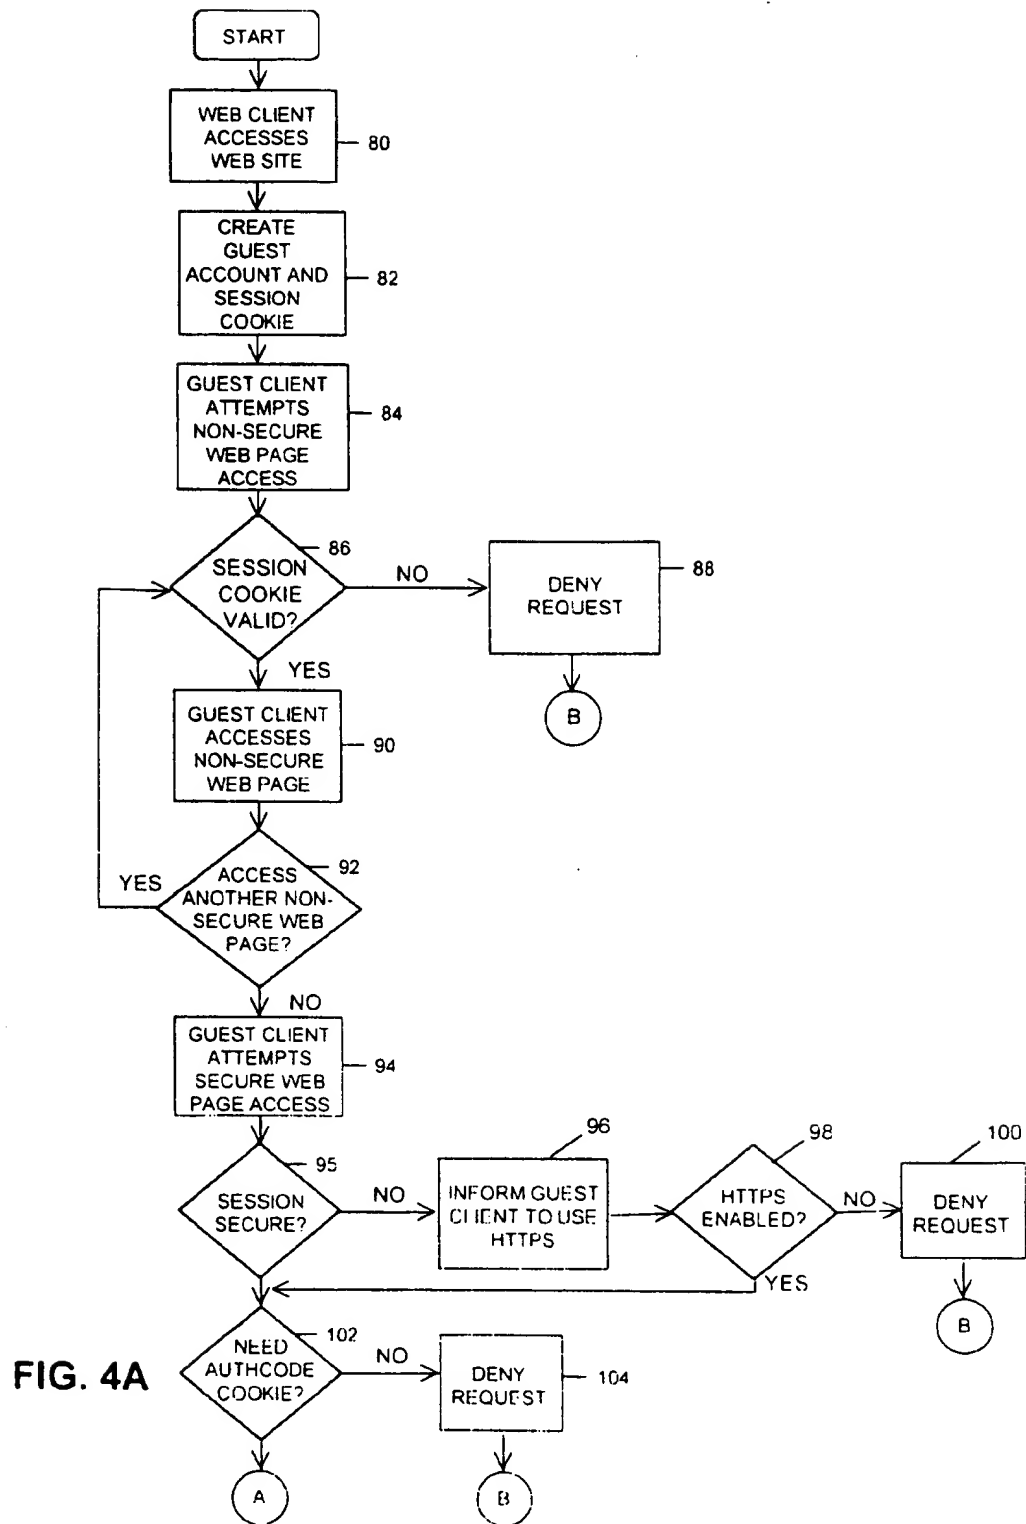 START
WEB CLIENT
ACCESSES
WEB SITE
80
CREATE
GUEST
ACCOUNT AND
SESSION
COOKIE
82
GUEST CLIENT
ATTEMPTS
NON-SECURE
WEB PAGE
ACCESS
84
SESSION
COOKIE
VALID?
86
NO
DENY
REQUEST
88
B
YES
GUEST CLIENT
ACCESSES
NON-SECURE
WEB PAGE
90
ACCESS
ANOTHER NON-
SECURE WEB
PAGE?
92
YES
NO
GUEST CLIENT
ATTEMPTS
SECURE WEB
PAGE ACCESS
94
SESSION
SECURE?
95
NO
INFORM GUEST
CLIENT TO USE
HTTPS
96
HTTPS
ENABLED?
98
NO
DENY
REQUEST
100
B
YES
NEED
AUTHCODE
COOKIE?
102
NO
DENY
REQUEST
104
B
A
FIG. 4A